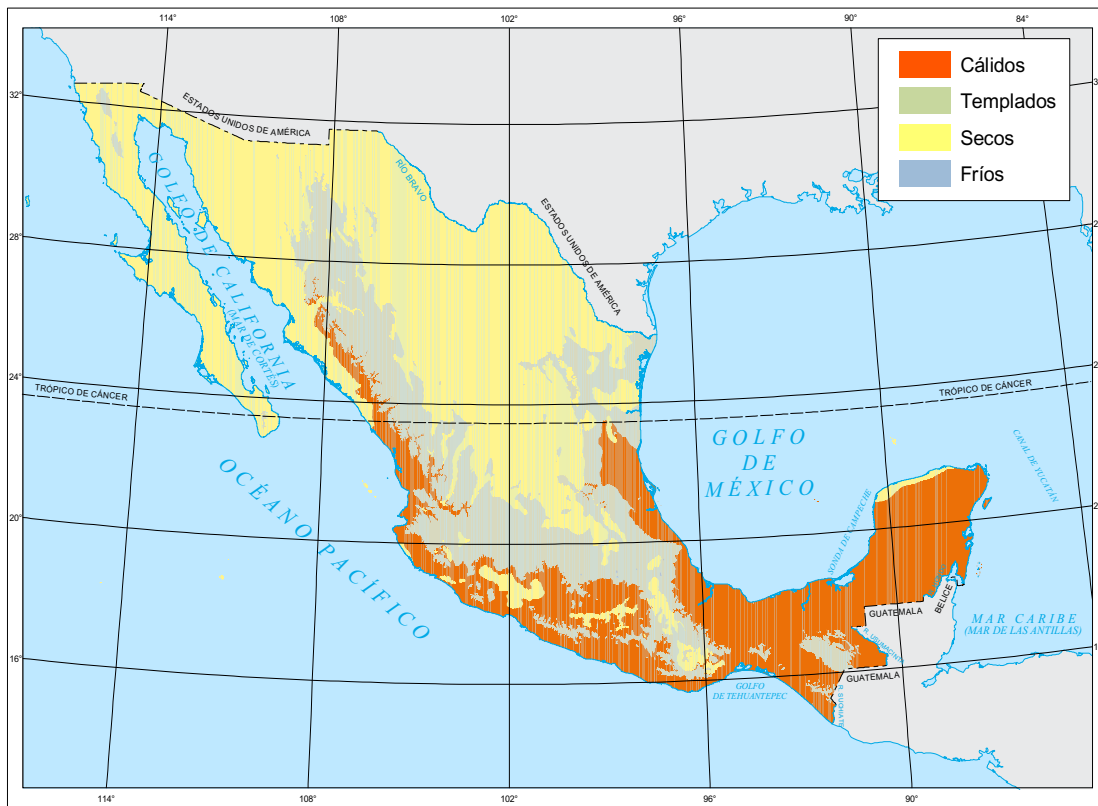 114°
108°
102°
96°
90°
84°
Cálidos
Templados
Secos
Fríos
32°
ESTADOS UNIDOS DE AMÉRICA
RÍO BRAVO
ESTADOS UNIDOS DE AMÉRICA
GOLFO DE CALIFORNIA
(MAR DE CORTÉS)
28°
24°
TRÓPICO DE CÁNCER
TRÓPICO DE CÁNCER
GOLFO
DE
MÉXICO
CANAL DE YUCATÁN
OCÉANO PACÍFICO
20°
SONDA DE CAMPECHE
GUATEMALA
BELICE
MAR CARIBE
(MAR DE LAS ANTILLAS)
R. USUMACINTA
16°
GUATEMALA
GOLFO
DE TEHUANTEPEC
R. SUCHIATE
114°
108°
102°
96°
90°